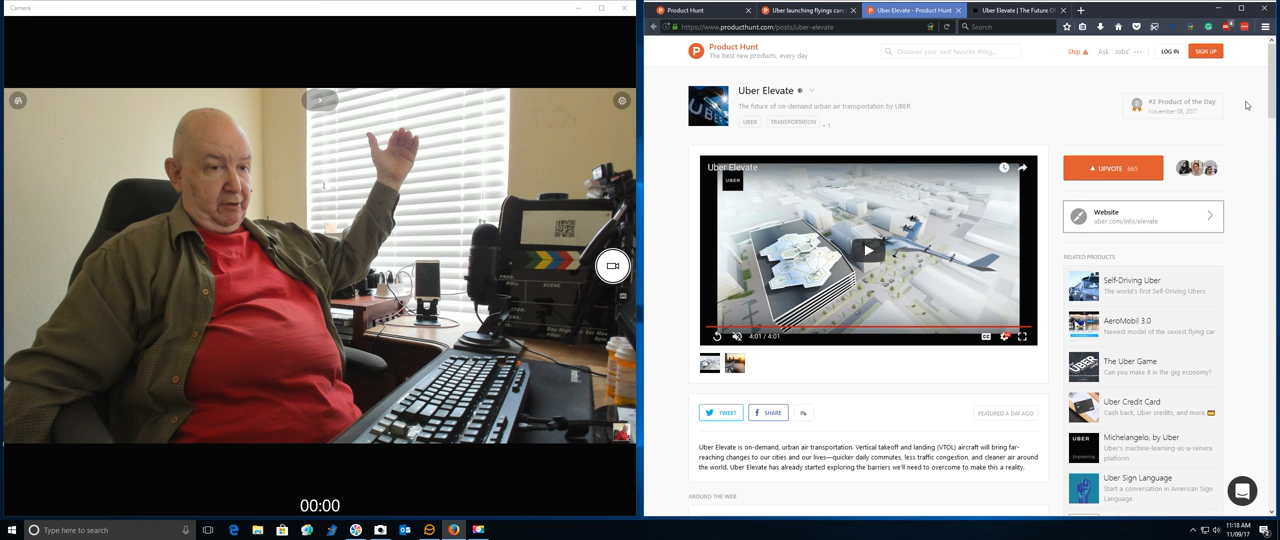 Camera
00:00
Product Hunt
Uber launching flyings cars
Uber Elevate - Product Hunt
Uber Elevate | The Future Of
https://www.producthunt.com/posts/uber-elevate
Search
4
Product Hunt
The best new products, every day
Discover your next favorite thing...
Ship
Ask
Jobs
LOG IN
SIGN UP
Uber Elevate
The future of on-demand urban air transportation by UBER
UBER
TRANSPORTATION
+ 1
#2 Product of the Day
November 08, 2017
Uber Elevate
UBER
4:01 / 4:01
CC
UPVOTE 665
Website
uber.com/info/elevate
RELATED PRODUCTS
Self-Driving Uber
The world's first Self-Driving Ubers
AeroMobil 3.0
Newest model of the sexiest flying car
The Uber Game
Can you make it in the gig economy?
Uber Credit Card
Cash back, Uber credits, and more
Michelangelo, by Uber
Uber's machine-learning-as-a-service
platform
Uber Sign Language
Start a conversation in American Sign
Language.
TWEET
SHARE
FEATURED A DAY AGO
Uber Elevate is on-demand, urban air transportation. Vertical takeoff and landing (VTOL) aircraft will bring far-
reaching changes to our cities and our lives—quicker daily commutes, less traffic congestion, and cleaner air around
the world. Uber Elevate has already started exploring the barriers we'll need to overcome to make this a reality.
AROUND THE WEB
Type here to search
11:18 AM
11/09/17